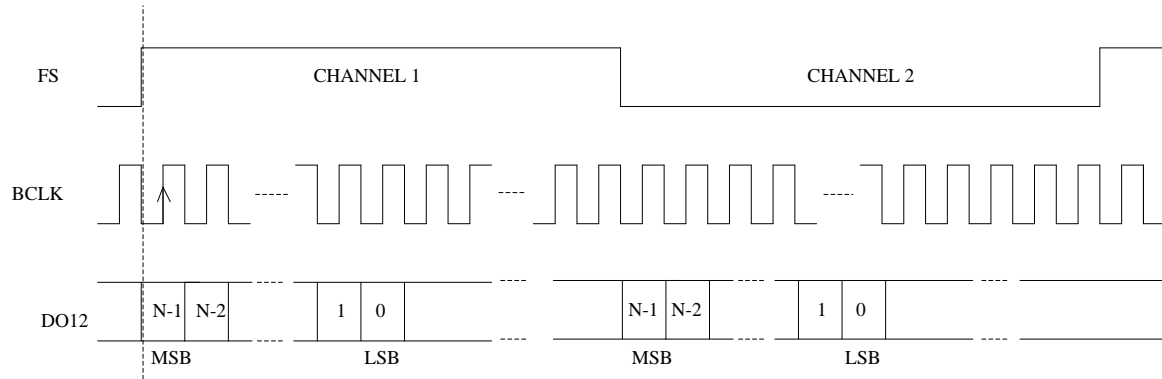 FS CHANNEL 1 CHANNEL 2
BCLK
DO12 N-1 N-2 1 0 N-1 N-2 1 0
MSB LSB MSB LSB